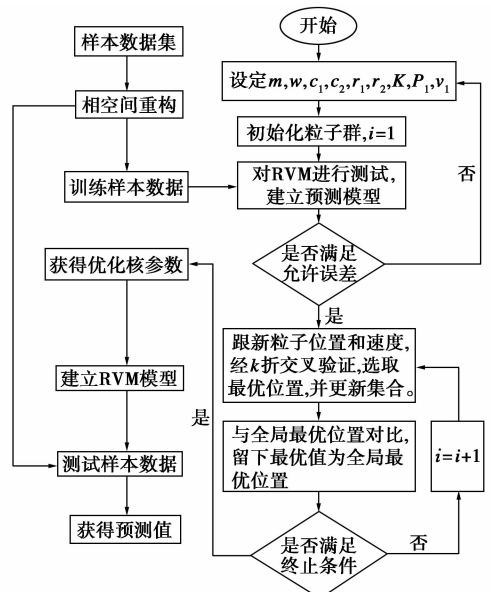 样本数据集
相空间重构
训练样本数据
获得优化核参数
建立RVM模型
测试样本数据
获得预测值
开始
设定m,w,c₁,c₂,r₁,r₂,K,P₁,v₁
初始化粒子群,i=1
对RVM进行测试,
建立预测模型
否
是否满足
允许误差
是
跟新粒子位置和速度,
经k折交叉验证,选取
最优位置,并更新集合。
与全局最优位置对比,
留下最优值为全局最
优位置
i=i+1
是
是否满足
终止条件
否